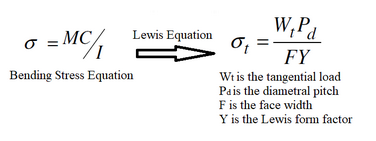 Lewis Equation
σ = MC/I
σt = WtPd/FY
Bending Stress Equation
Wt is the tangential load
Pd is the diametral pitch
F is the face width
Y is the Lewis form factor